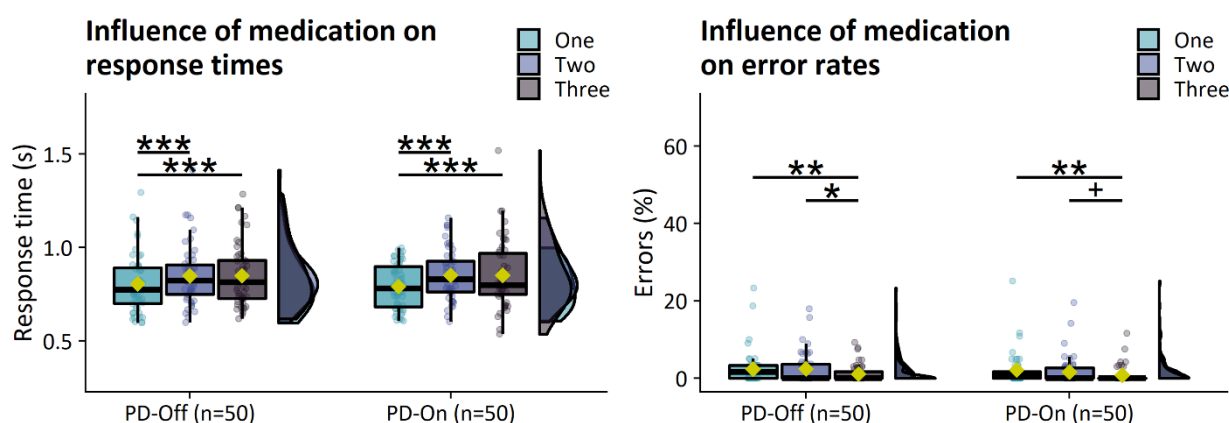 Influence of medication on
response times
One
Two
Three
Response time (s)
1.5
1.0
0.5
***
***
***
***
PD-Off (n=50)
PD-On (n=50)
Influence of medication
on error rates
One
Two
Three
Errors (%)
60
40
20
0
**
*
**
+
PD-Off (n=50)
PD-On (n=50)